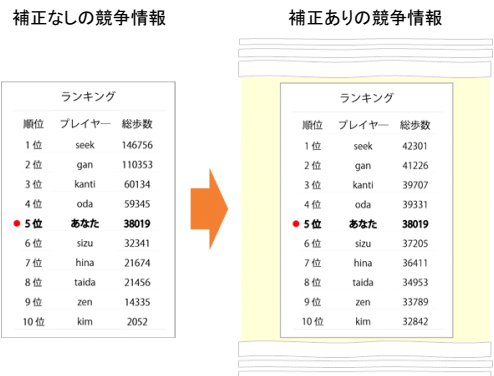 補正なしの競争情報
ランキング
順位 プレイヤー 総歩数
1 位 seek 146756
2 位 gan 110353
3 位 kanti 60134
4 位 oda 59345
5 位 あなた 38019
6 位 sizu 32341
7 位 hina 21674
8 位 taida 21456
9 位 zen 14335
10 位 kim 2052
補正ありの競争情報
ランキング
順位 プレイヤー 総歩数
1 位 seek 42301
2 位 gan 41226
3 位 kanti 39707
4 位 oda 39331
5 位 あなた 38019
6 位 sizu 37205
7 位 hina 36411
8 位 taida 34953
9 位 zen 33789
10 位 kim 32842